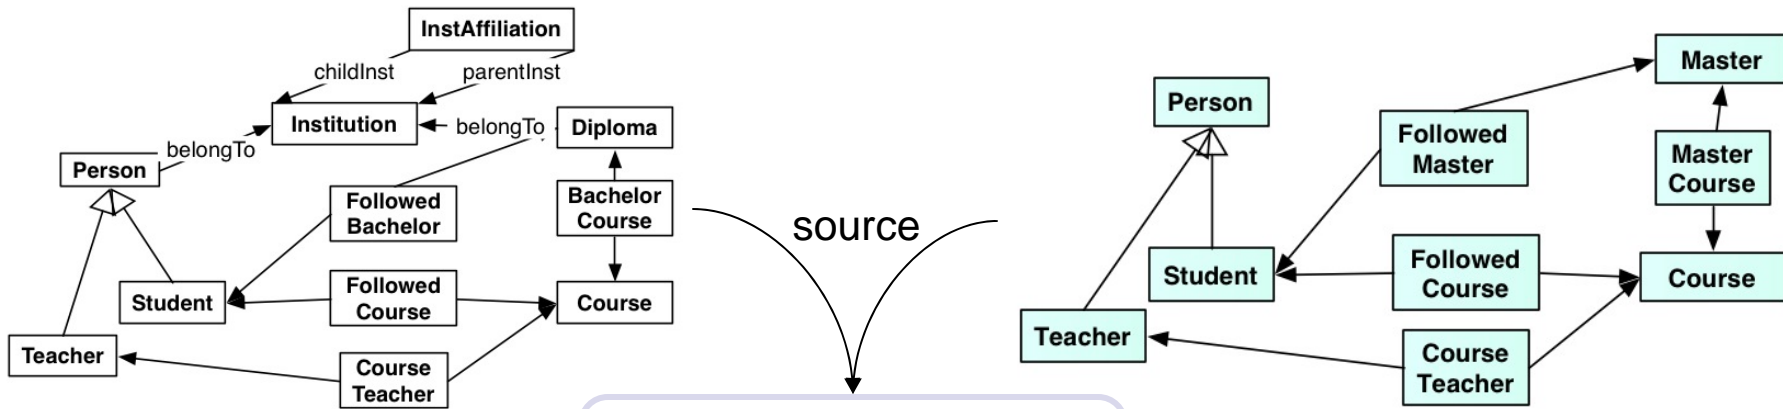 InstAffiliation
childInst
parentInst
Institution
belongTo
Diploma
belongTo
Person
Followed
Bachelor
Bachelor
Course
Student
Followed
Course
Course
Teacher
Course
Teacher
source
Person
Master
Followed
Master
Master
Course
Student
Followed
Course
Course
Teacher
Course
Teacher